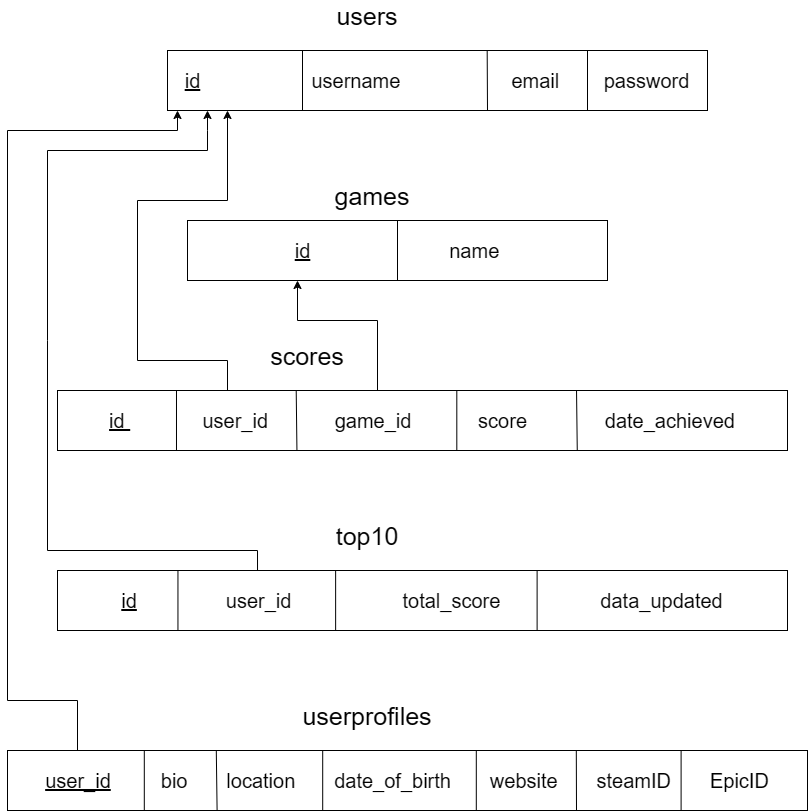 users
id username email password
games
id name
scores
id user_id game_id score date_achieved
top10
id user_id total_score data_updated
userprofiles
user_id bio location date_of_birth website steamID EpicID